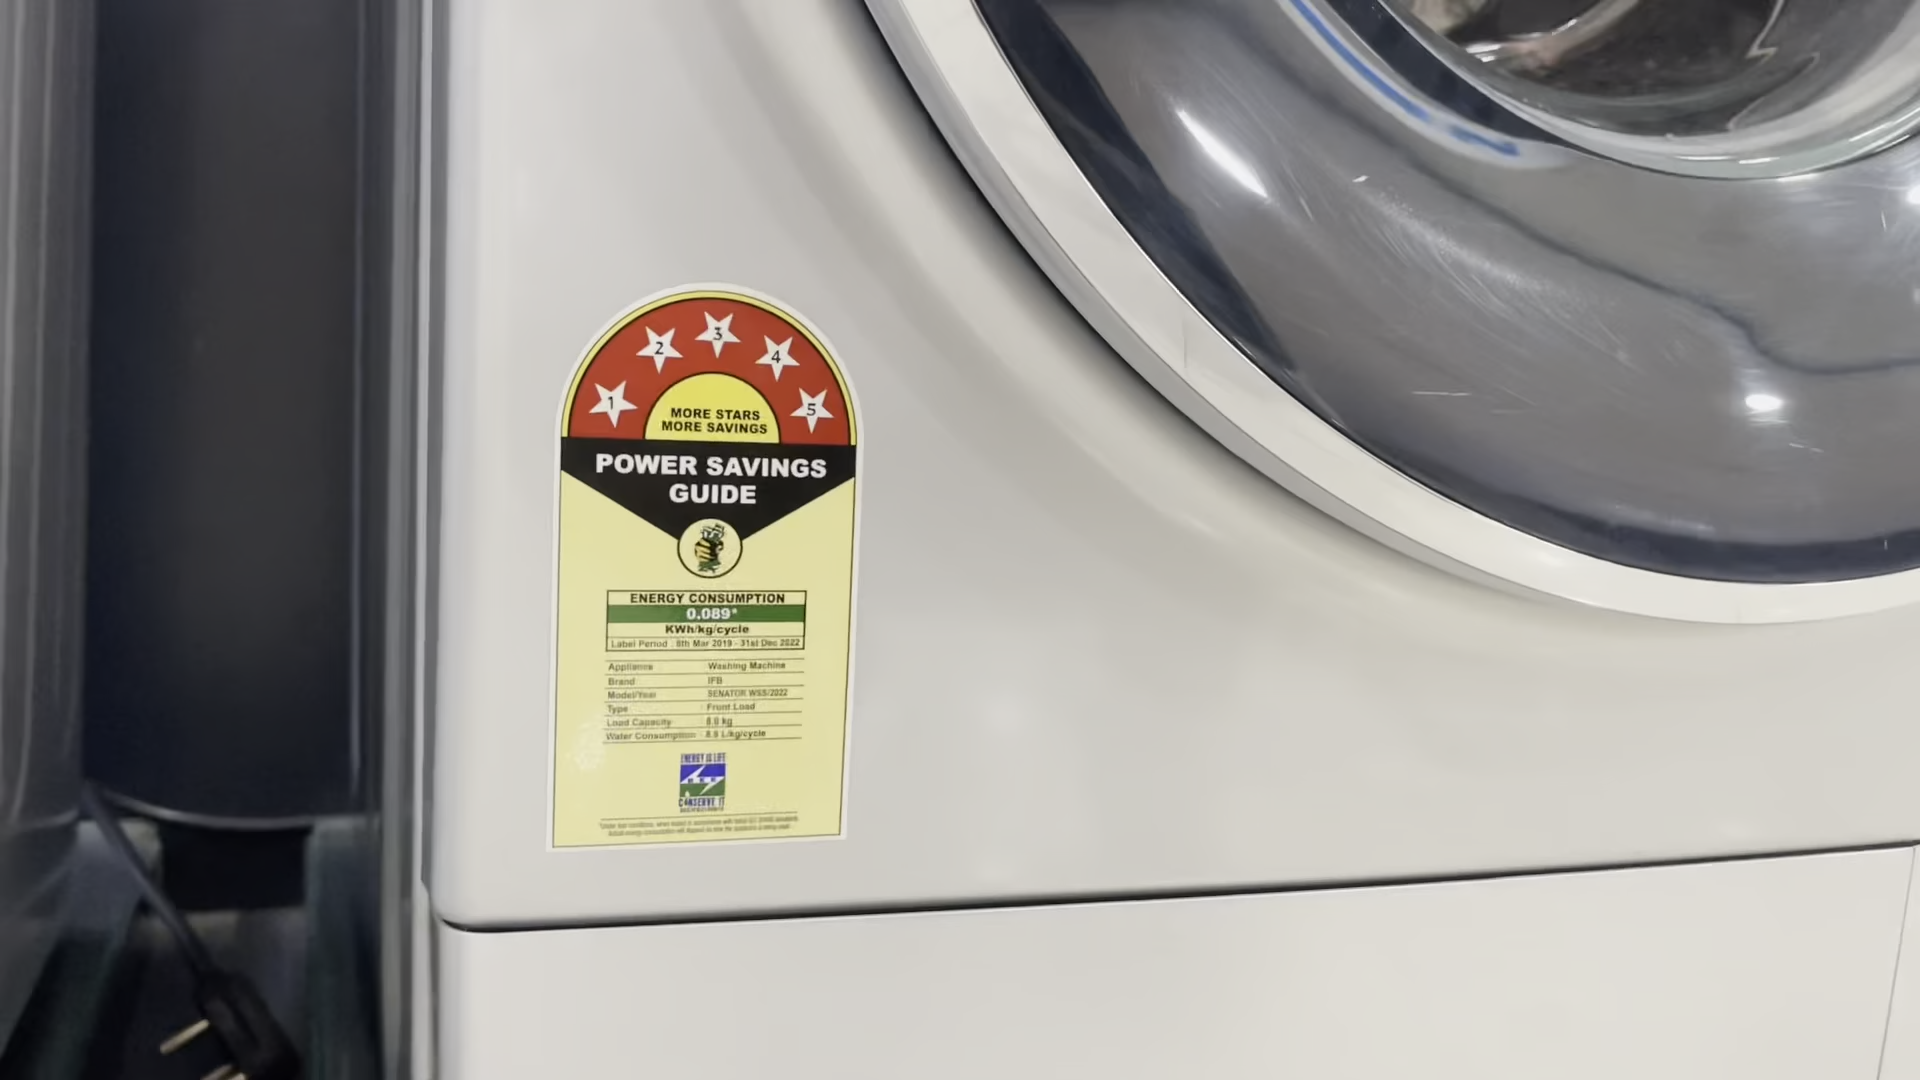 1 2 3 4 5
MORE STARS
MORE SAVINGS
POWER SAVINGS
GUIDE
ENERGY CONSUMPTION
0.089*
KWh/kg/cycle
Label Period : 8th Mar 2019 - 31st Dec 2022
Appliance : Washing Machine
Brand : IFB
Model/Year : SENATOR WSS/2022
Type : Front Load
Load Capacity : 8.0 kg
Water Consumption : 8.9 L/kg/cycle
ENERGY IS LIFE
BEE
CONSERVE IT